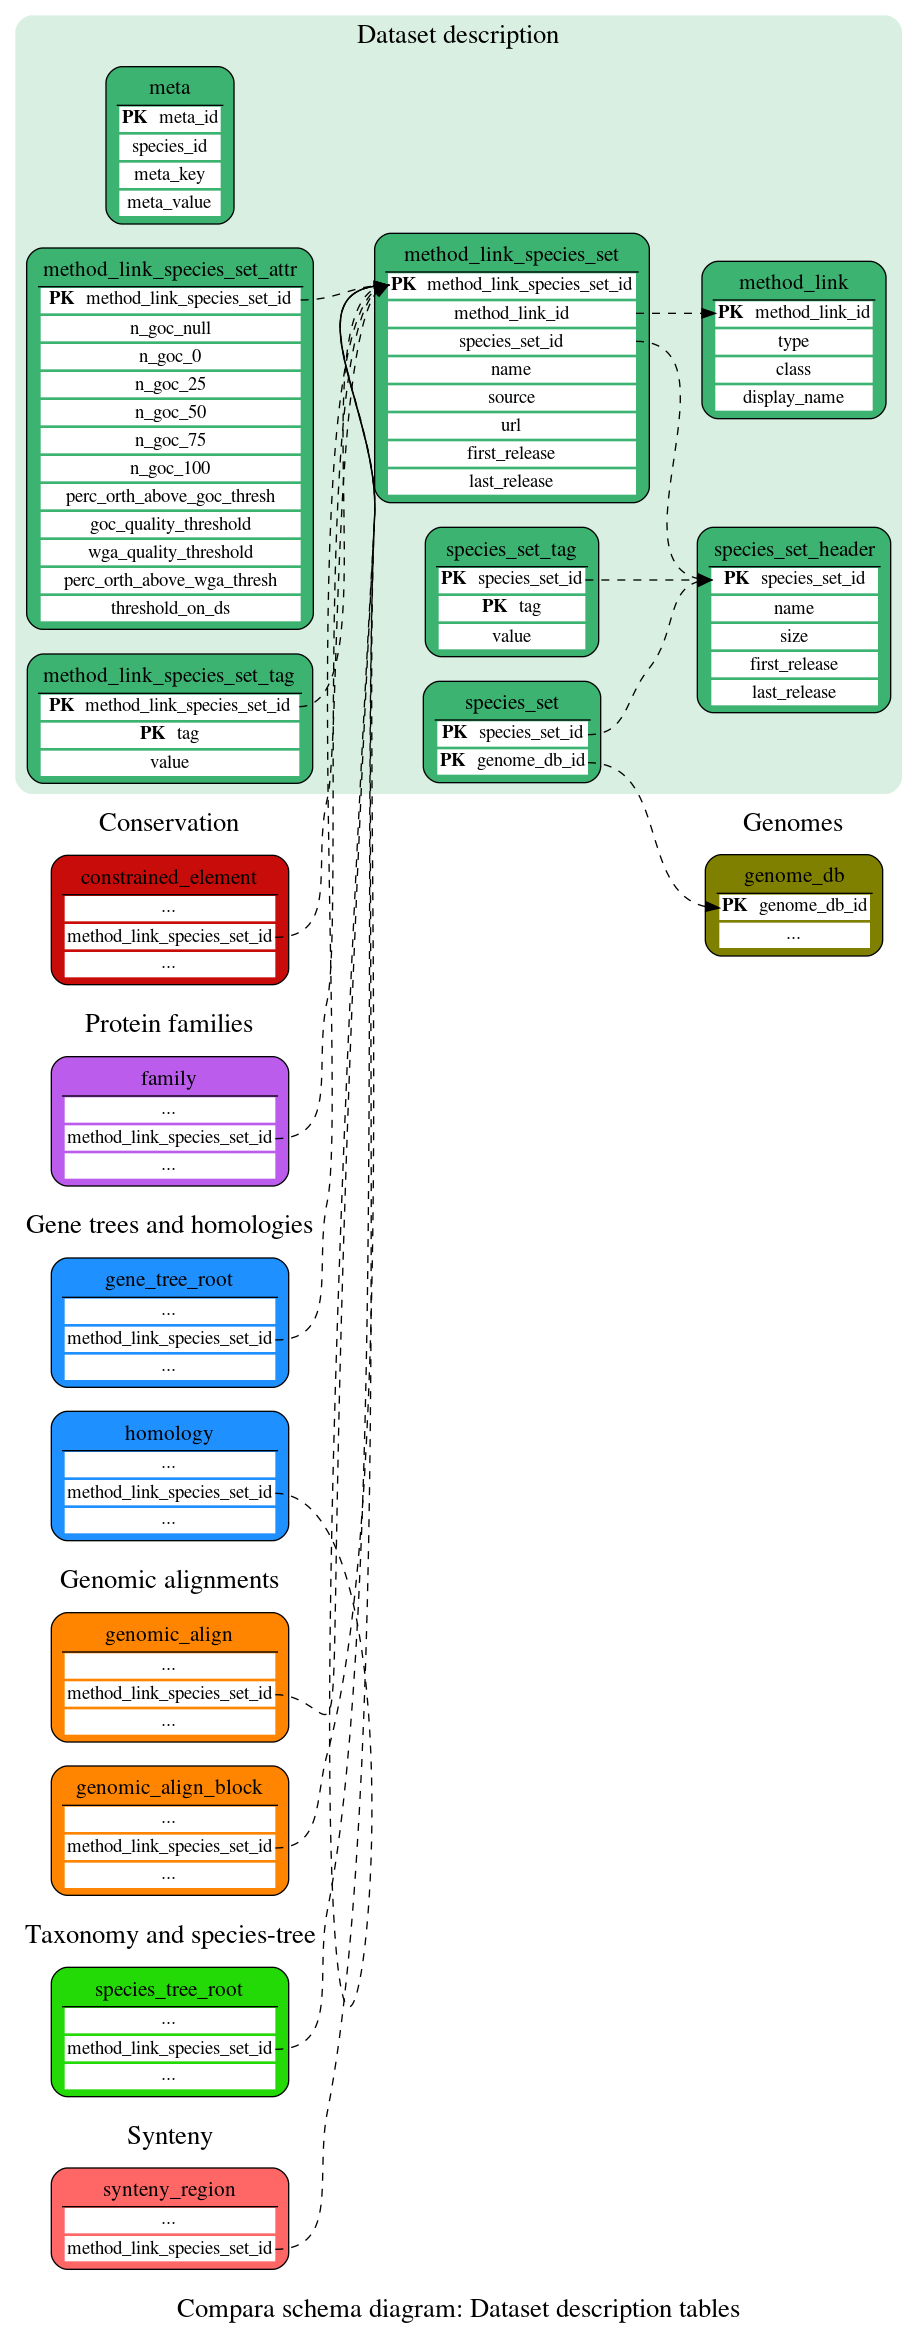 Dataset description
meta
PK meta_id
species_id
meta_key
meta_value
method_link_species_set_attr
PK method_link_species_set_id
n_goc_null
n_goc_0
n_goc_25
n_goc_50
n_goc_75
n_goc_100
perc_orth_above_goc_thresh
goc_quality_threshold
wga_quality_threshold
perc_orth_above_wga_thresh
threshold_on_ds
method_link_species_set_tag
PK method_link_species_set_id
PK tag
value
method_link_species_set
PK method_link_species_set_id
method_link_id
species_set_id
name
source
url
first_release
last_release
species_set_tag
PK species_set_id
PK tag
value
species_set
PK species_set_id
PK genome_db_id
method_link
PK method_link_id
type
class
display_name
species_set_header
PK species_set_id
name
size
first_release
last_release
Conservation
constrained_element
...
method_link_species_set_id
...
Genomes
genome_db
PK genome_db_id
...
Protein families
family
...
method_link_species_set_id
...
Gene trees and homologies
gene_tree_root
...
method_link_species_set_id
...
homology
...
method_link_species_set_id
...
Genomic alignments
genomic_align
...
method_link_species_set_id
...
genomic_align_block
...
method_link_species_set_id
...
Taxonomy and species-tree
species_tree_root
...
method_link_species_set_id
...
Synteny
synteny_region
...
method_link_species_set_id
Compara schema diagram: Dataset description tables